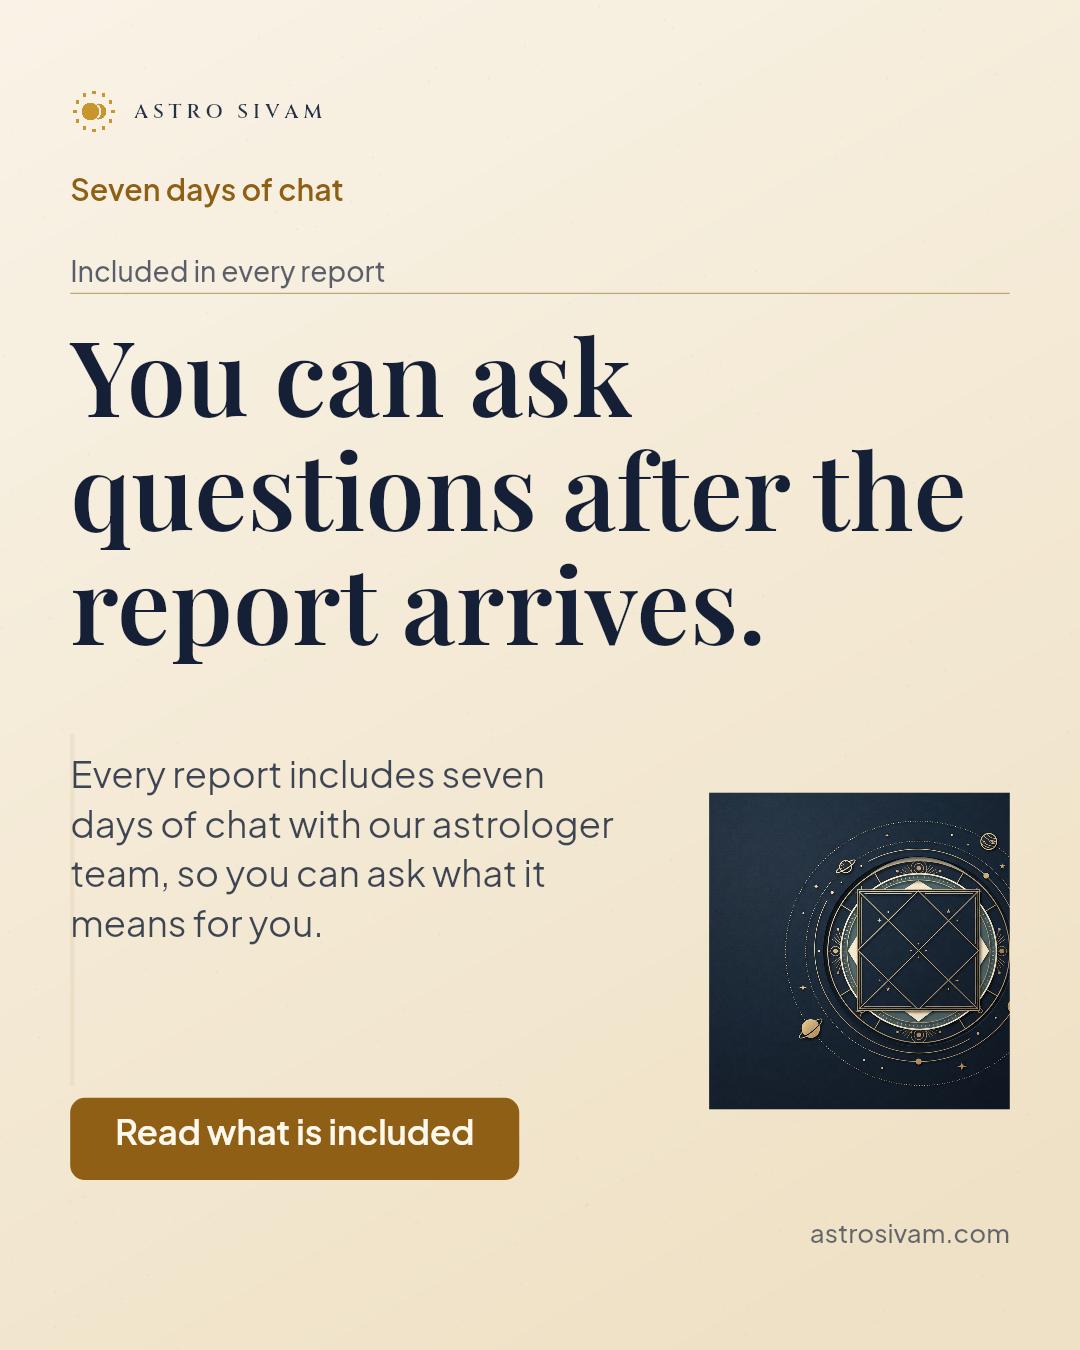 ASTRO SIVAM
Seven days of chat
Included in every report
You can ask
questions after the
report arrives.
Every report includes seven
days of chat with our astrologer
team, so you can ask what it
means for you.
Read what is included
astrosivam.com